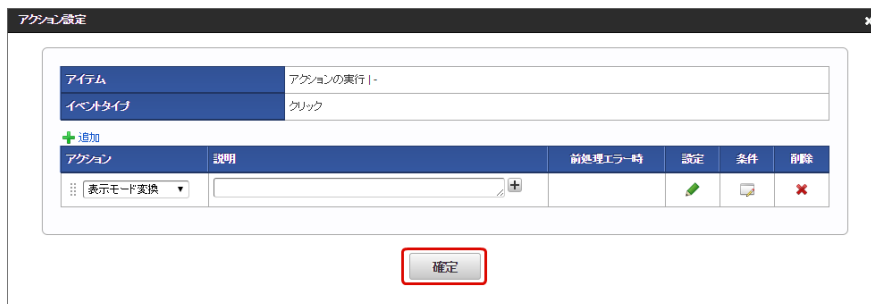 アクション設定
アイテム アクションの実行 | -
イベントタイプ クリック
追加
アクション 説明 前処理エラー時 設定 条件 削除
表示モード変換
確定